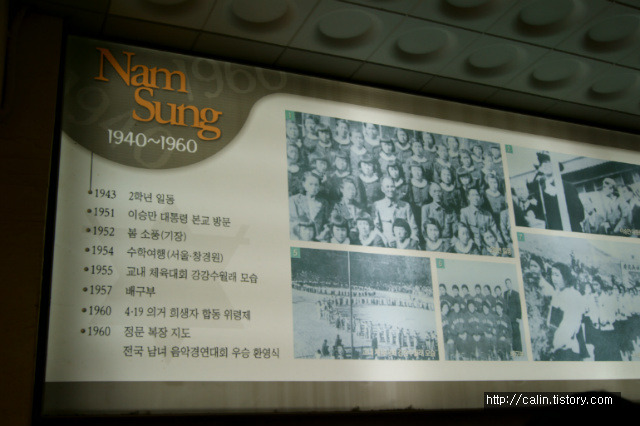 Nam
Sung
1940~1960
1943 2학년 일동
1951 이승만 대통령 본교 방문
1952 봄 소풍(기장)
1954 수학여행(서울·창경원)
1955 교내 체육대회 강강수월래 모습
1957 배구부
1960 4·19 의거 희생자 합동 위령제
1960 정문 복장 지도
전국 남녀 음악경연대회 우승 환영식
http://calin.tistory.com